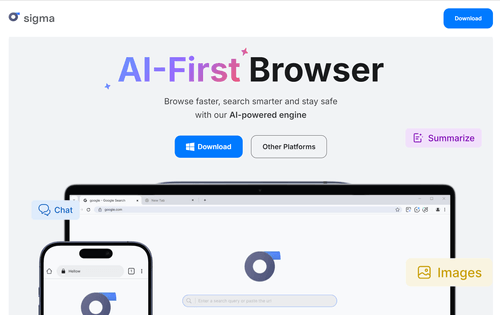 sigma
Download
AI-First Browser
Browse faster, search smarter and stay safe
with our AI-powered engine
Download
Other Platforms
Summarize
Chat
google - Google Search
New Tab
google.com
Hollow
Images
Enter a search query or paste the url